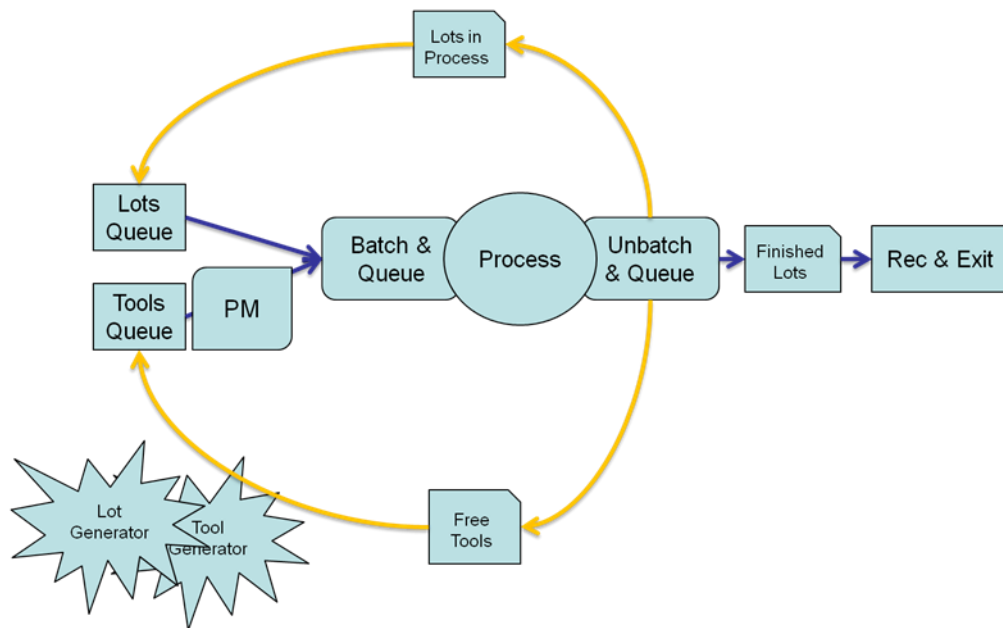 Lots in
Process
Lots
Queue
Batch &
Queue
Process
Unbatch
& Queue
Finished
Lots
Rec & Exit
Tools
Queue
PM
Lot
Generator
Tool
Generator
Free
Tools